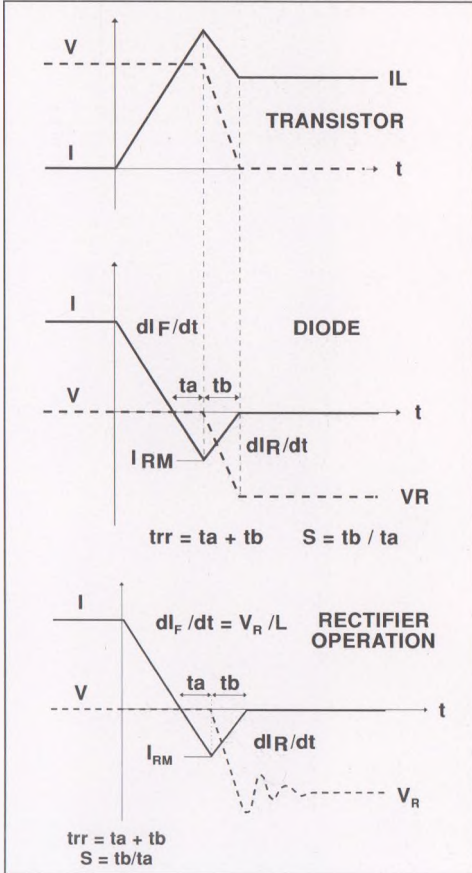 V
IL
TRANSISTOR
I
t
I
dIF/dt
DIODE
ta tb
V
t
IRM
dIR/dt
VR
trr = ta + tb S = tb / ta
I
dIF/dt = VR/L
RECTIFIER
OPERATION
ta tb
V
t
IRM
dIR/dt
VR
trr = ta + tb
S = tb/ta